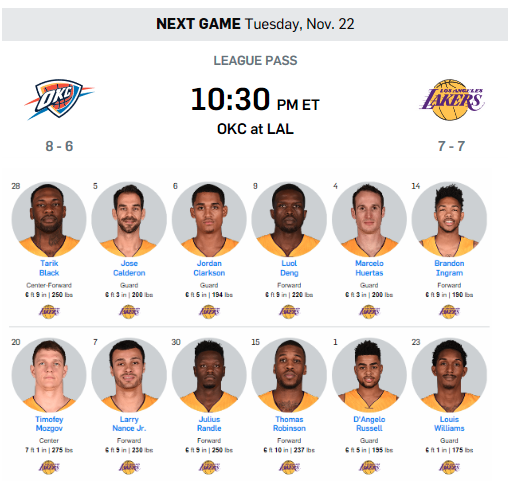 NEXT GAME Tuesday, Nov. 22
LEAGUE PASS
10:30 PM ET
OKC at LAL
OKC
LOS ANGELES
LAKERS
8 - 6
7 - 7
28
5
6
9
4
14
Tarik
Black
Jose
Calderon
Jordan
Clarkson
Luol
Deng
Marcelo
Huertas
Brandon
Ingram
Center-Forward
Guard
Guard
Forward
Guard
Forward
6 ft 9 in | 250 lbs
6 ft 3 in | 200 lbs
6 ft 5 in | 194 lbs
6 ft 9 in | 220 lbs
6 ft 3 in | 200 lbs
6 ft 9 in | 190 lbs
LAKERS
LAKERS
LAKERS
LAKERS
LAKERS
LAKERS
20
7
30
15
1
23
Timofey
Mozgov
Larry
Nance Jr.
Julius
Randle
Thomas
Robinson
D'Angelo
Russell
Louis
Williams
Center
Forward
Forward
Forward
Guard
Guard
7 ft 1 in | 275 lbs
6 ft 9 in | 230 lbs
6 ft 9 in | 250 lbs
6 ft 10 in | 237 lbs
6 ft 5 in | 195 lbs
6 ft 1 in | 175 lbs
LAKERS
LAKERS
LAKERS
LAKERS
LAKERS
LAKERS